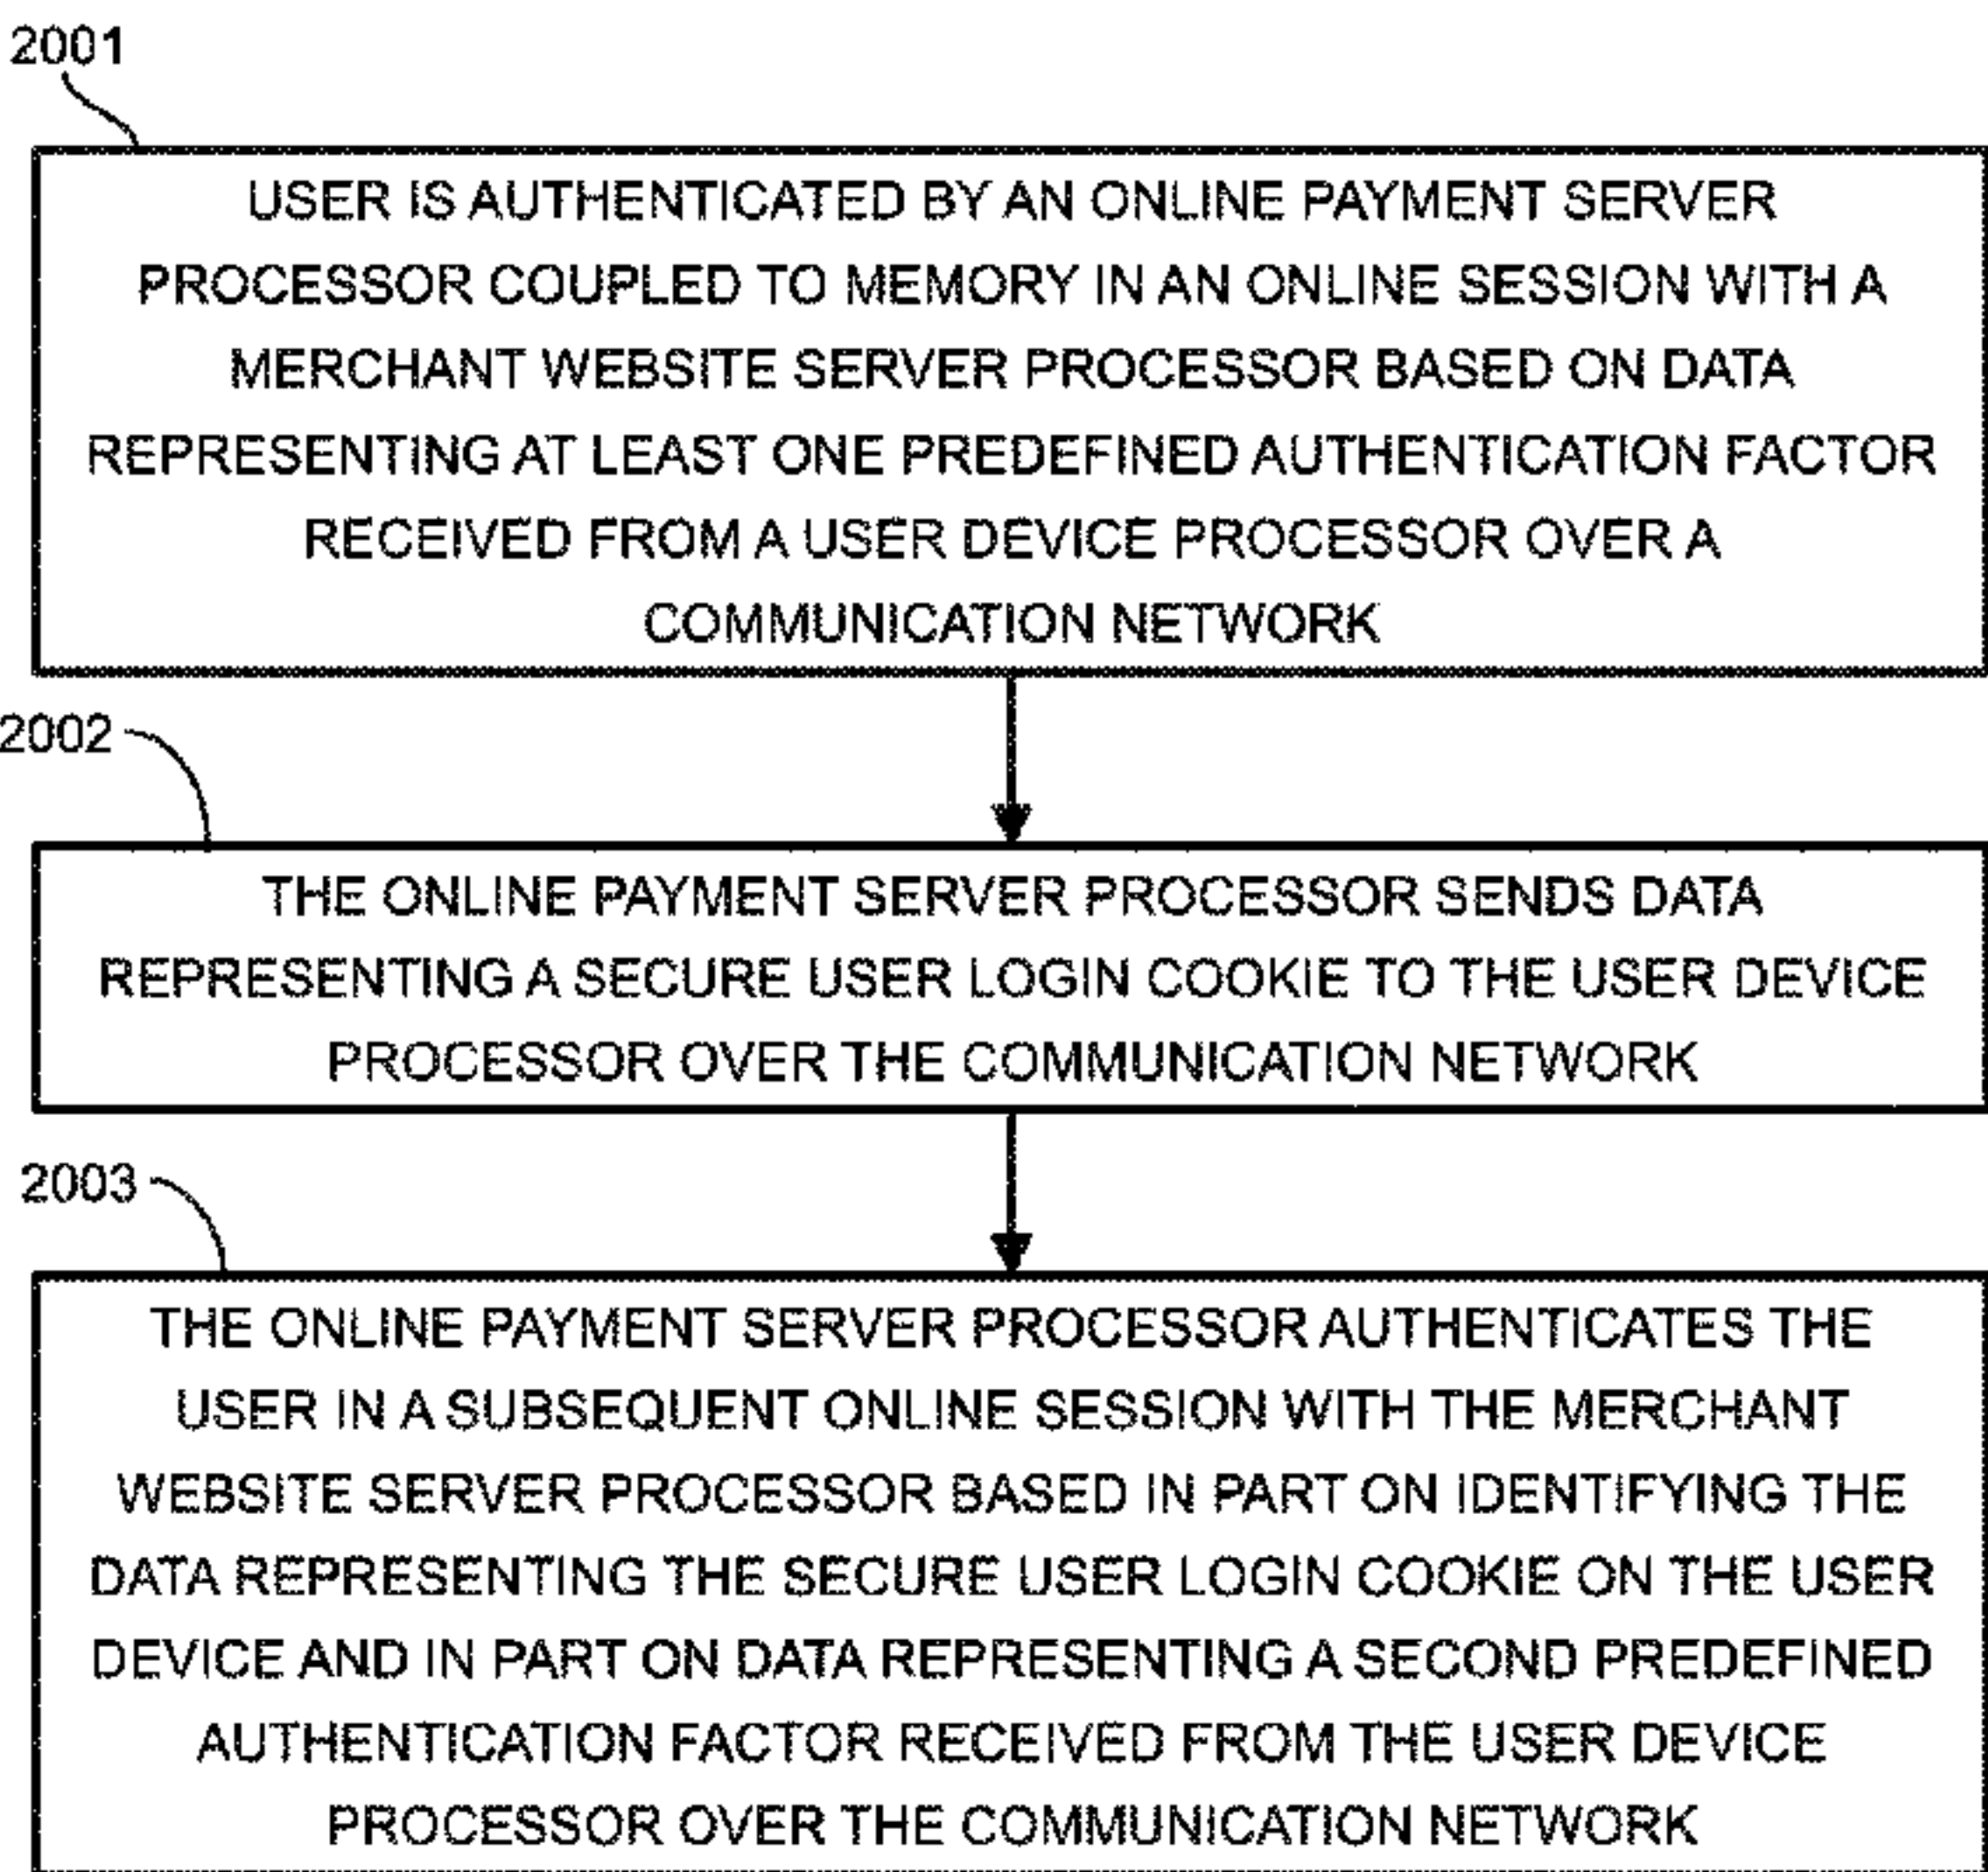 2001
USER IS AUTHENTICATED BY AN ONLINE PAYMENT SERVER
PROCESSOR COUPLED TO MEMORY IN AN ONLINE SESSION WITH A
MERCHANT WEBSITE SERVER PROCESSOR BASED ON DATA
REPRESENTING AT LEAST ONE PREDEFINED AUTHENTICATION FACTOR
RECEIVED FROM A USER DEVICE PROCESSOR OVER A
COMMUNICATION NETWORK
2002
THE ONLINE PAYMENT SERVER PROCESSOR SENDS DATA
REPRESENTING A SECURE USER LOGIN COOKIE TO THE USER DEVICE
PROCESSOR OVER THE COMMUNICATION NETWORK
2003
THE ONLINE PAYMENT SERVER PROCESSOR AUTHENTICATES THE
USER IN A SUBSEQUENT ONLINE SESSION WITH THE MERCHANT
WEBSITE SERVER PROCESSOR BASED IN PART ON IDENTIFYING THE
DATA REPRESENTING THE SECURE USER LOGIN COOKIE ON THE USER
DEVICE AND IN PART ON DATA REPRESENTING A SECOND PREDEFINED
AUTHENTICATION FACTOR RECEIVED FROM THE USER DEVICE
PROCESSOR OVER THE COMMUNICATION NETWORK